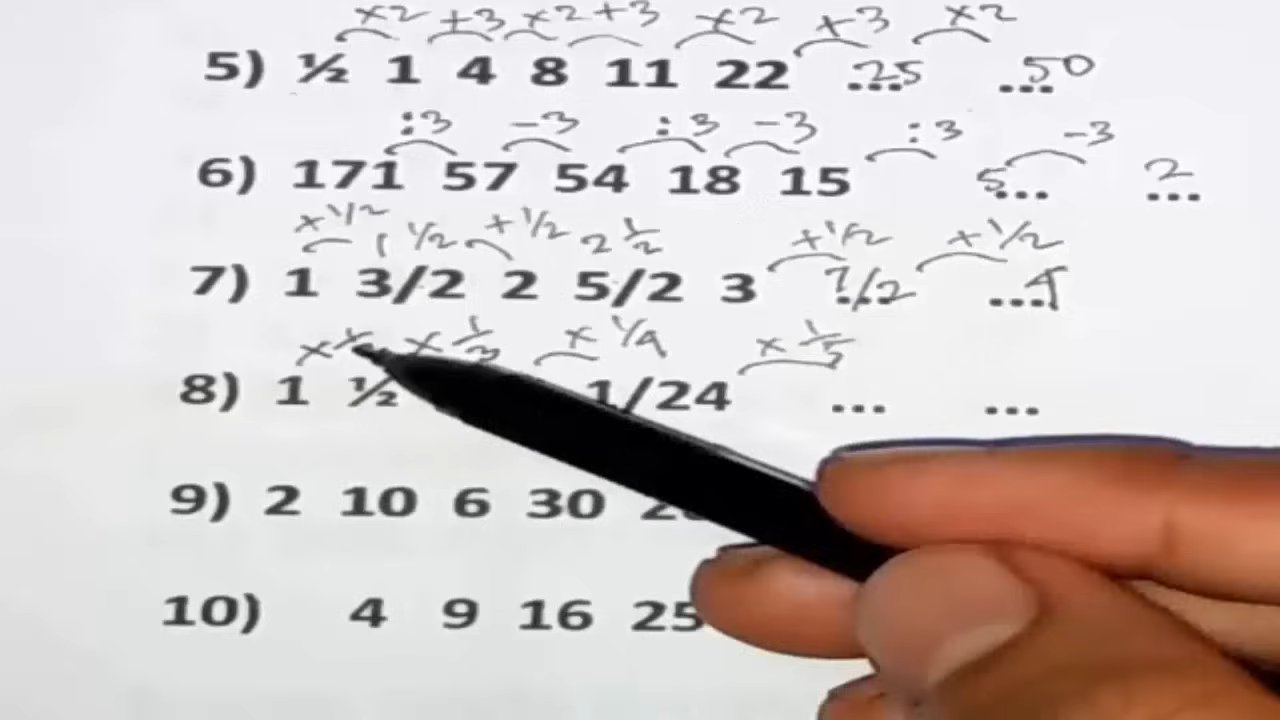 ×2 +3 ×2 +3 ×2 +3 ×2
5) ½ 1 4 8 11 22 ... 25 ... 50
:3 -3 :3 -3 :3 -3
6) 171 57 54 18 15 5... 2 ...
+½ 1 ½ +½ 2 ½ +½ +½
7) 1 3/2 2 5/2 3 7/2 ... ... 4
× ½ × ⅓ × ¼ × ⅕
8) 1 ½ 1/24 ... ...
9) 2 10 6 30
10) 4 9 16 25